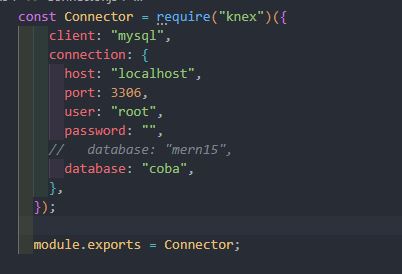 const Connector = require("knex")({
client: "mysql",
connection: {
host: "localhost",
port: 3306,
user: "root",
password: "",
//   database: "mern15",
database: "coba",
},
});
module.exports = Connector;